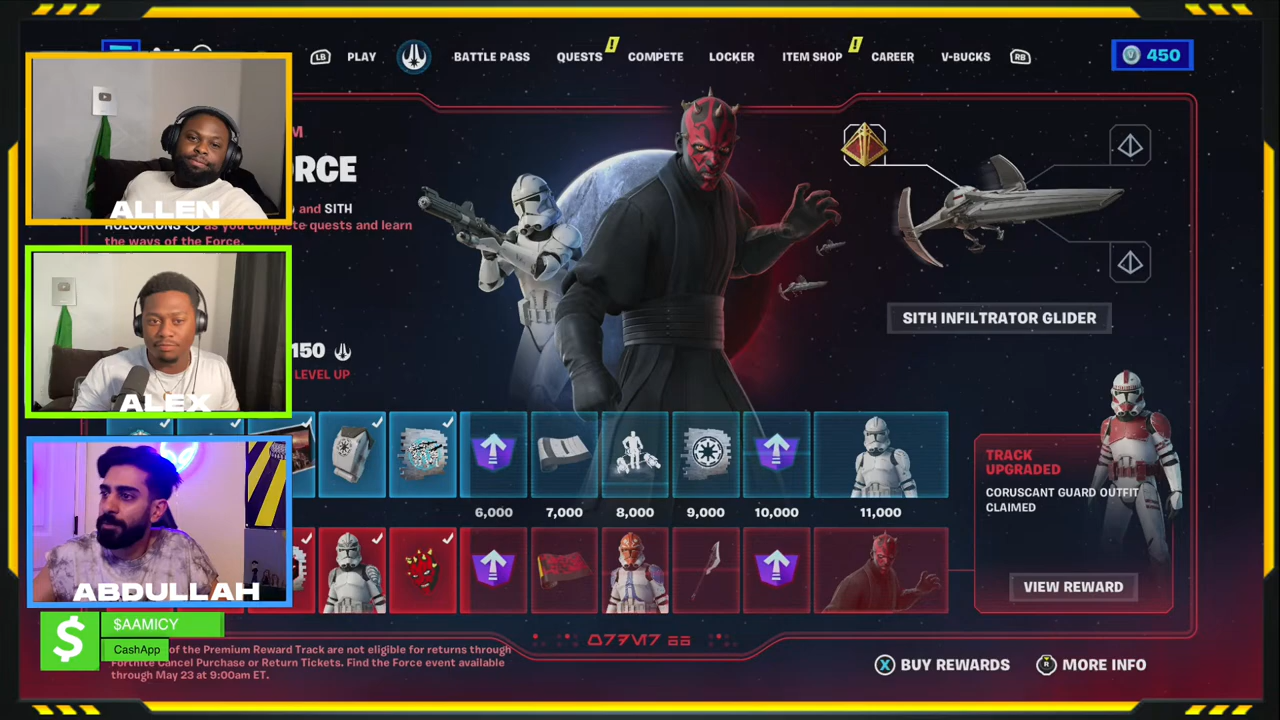 LB PLAY BATTLE PASS QUESTS ! COMPETE LOCKER ITEM SHOP ! CAREER V-BUCKS RB 450
M
ORCE
and SITH
HOLOCRONS as you complete quests and learn
the ways of the Force.
150
LEVEL UP
ALLEN
ALEX
ABDULLAH
SITH INFILTRATOR GLIDER
6,000 7,000 8,000 9,000 10,000 11,000
TRACK
UPGRADED
CORUSCANT GUARD OUTFIT
CLAIMED
VIEW REWARD
$ $AAMICY
CashApp
of the Premium Reward Track are not eligible for returns through
Fortnite Cancel Purchase or Return Tickets. Find the Force event available
through May 23 at 9:00am ET.
X BUY REWARDS R MORE INFO